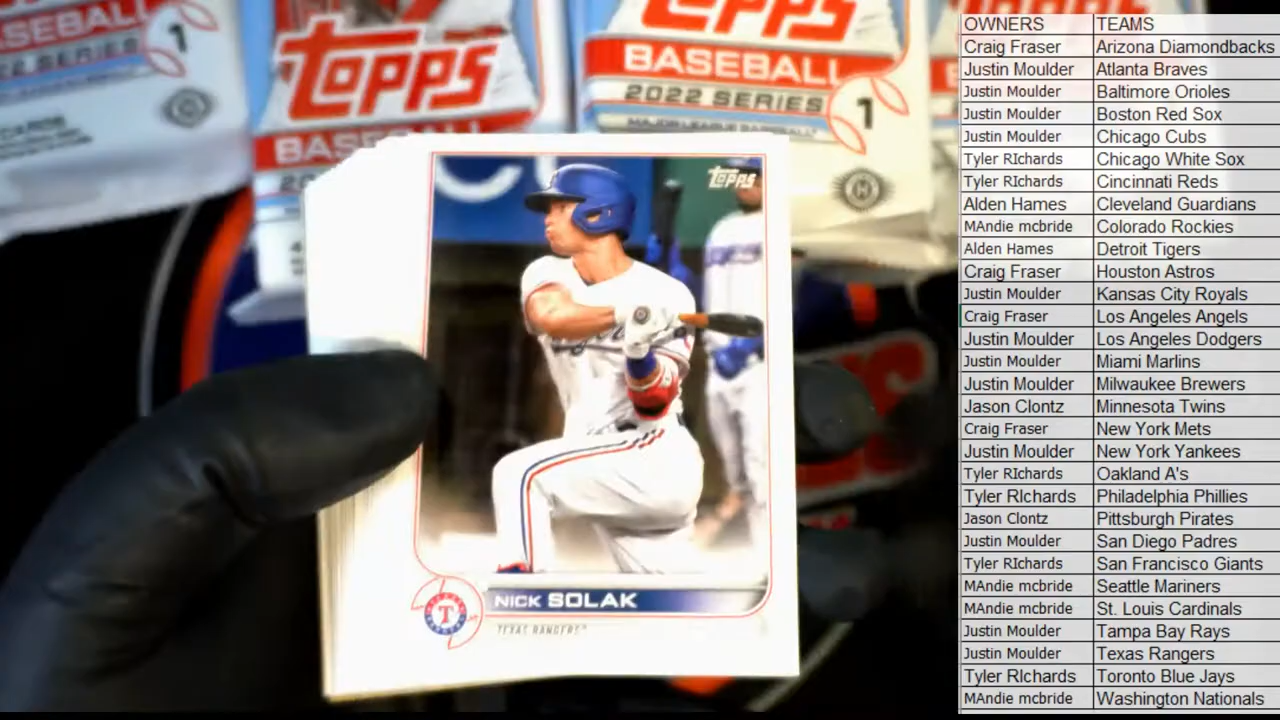 BASEBALL
22 SERIES 1
CARDS
TOPPS
BASEBALL
20
TOPPS
BASEBALL
2022 SERIES 1
MAJOR LEAGUE BASEBALL
H
TOPPS
T
NICK SOLAK
TEXAS RANGERS
OWNERS TEAMS
Craig Fraser Arizona Diamondbacks
Justin Moulder Atlanta Braves
Justin Moulder Baltimore Orioles
Justin Moulder Boston Red Sox
Justin Moulder Chicago Cubs
Tyler RIchards Chicago White Sox
Tyler RIchards Cincinnati Reds
Alden Hames Cleveland Guardians
MAndie mcbride Colorado Rockies
Alden Hames Detroit Tigers
Craig Fraser Houston Astros
Justin Moulder Kansas City Royals
Craig Fraser Los Angeles Angels
Justin Moulder Los Angeles Dodgers
Justin Moulder Miami Marlins
Justin Moulder Milwaukee Brewers
Jason Clontz Minnesota Twins
Craig Fraser New York Mets
Justin Moulder New York Yankees
Tyler RIchards Oakland A's
Tyler RIchards Philadelphia Phillies
Jason Clontz Pittsburgh Pirates
Justin Moulder San Diego Padres
Tyler RIchards San Francisco Giants
MAndie mcbride Seattle Mariners
MAndie mcbride St. Louis Cardinals
Justin Moulder Tampa Bay Rays
Justin Moulder Texas Rangers
Tyler RIchards Toronto Blue Jays
MAndie mcbride Washington Nationals